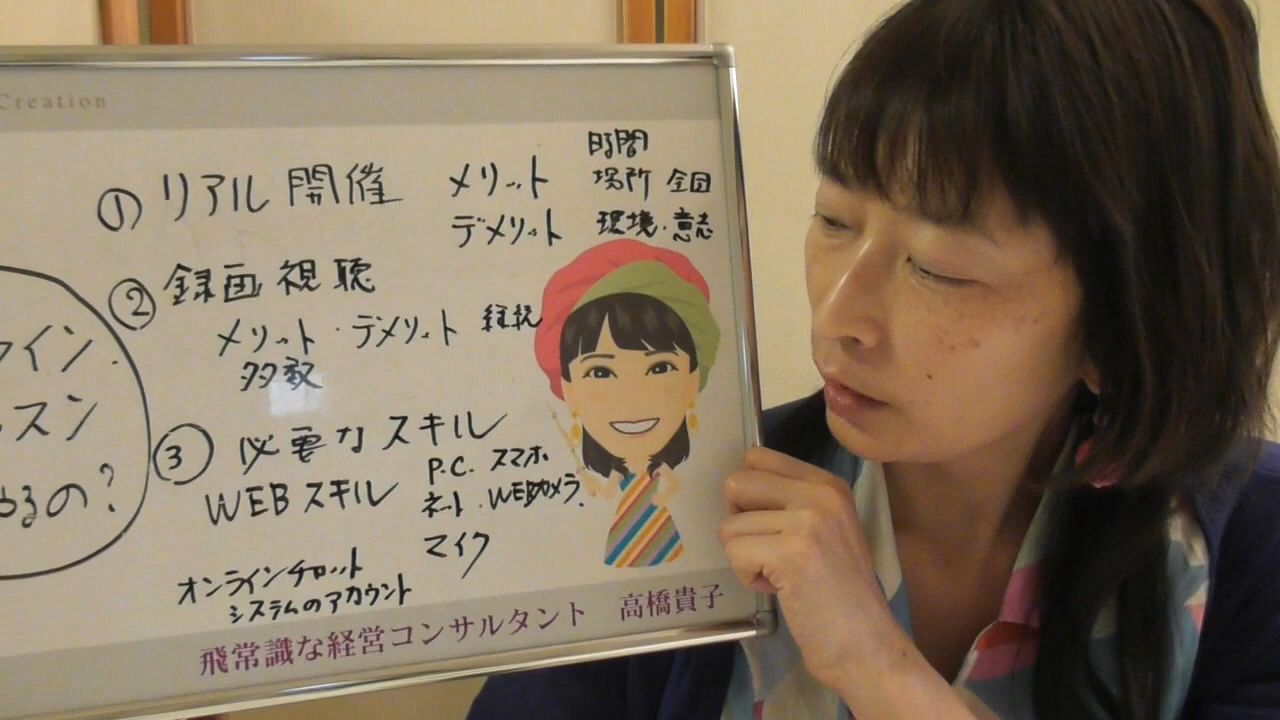 Creation
① リアル開催
メリット 時間
場所 全国
デメリット 環境・意志
② 録画視聴
メリット・デメリット 継続
多数
③ 必要なスキル
WEBスキル P.C. スマホ
ネット・WEBカメラ.
マイク
オンラインチャット
システムのアカウント
ライン
スン
やるの?
飛常識な経営コンサルタント 高橋貴子